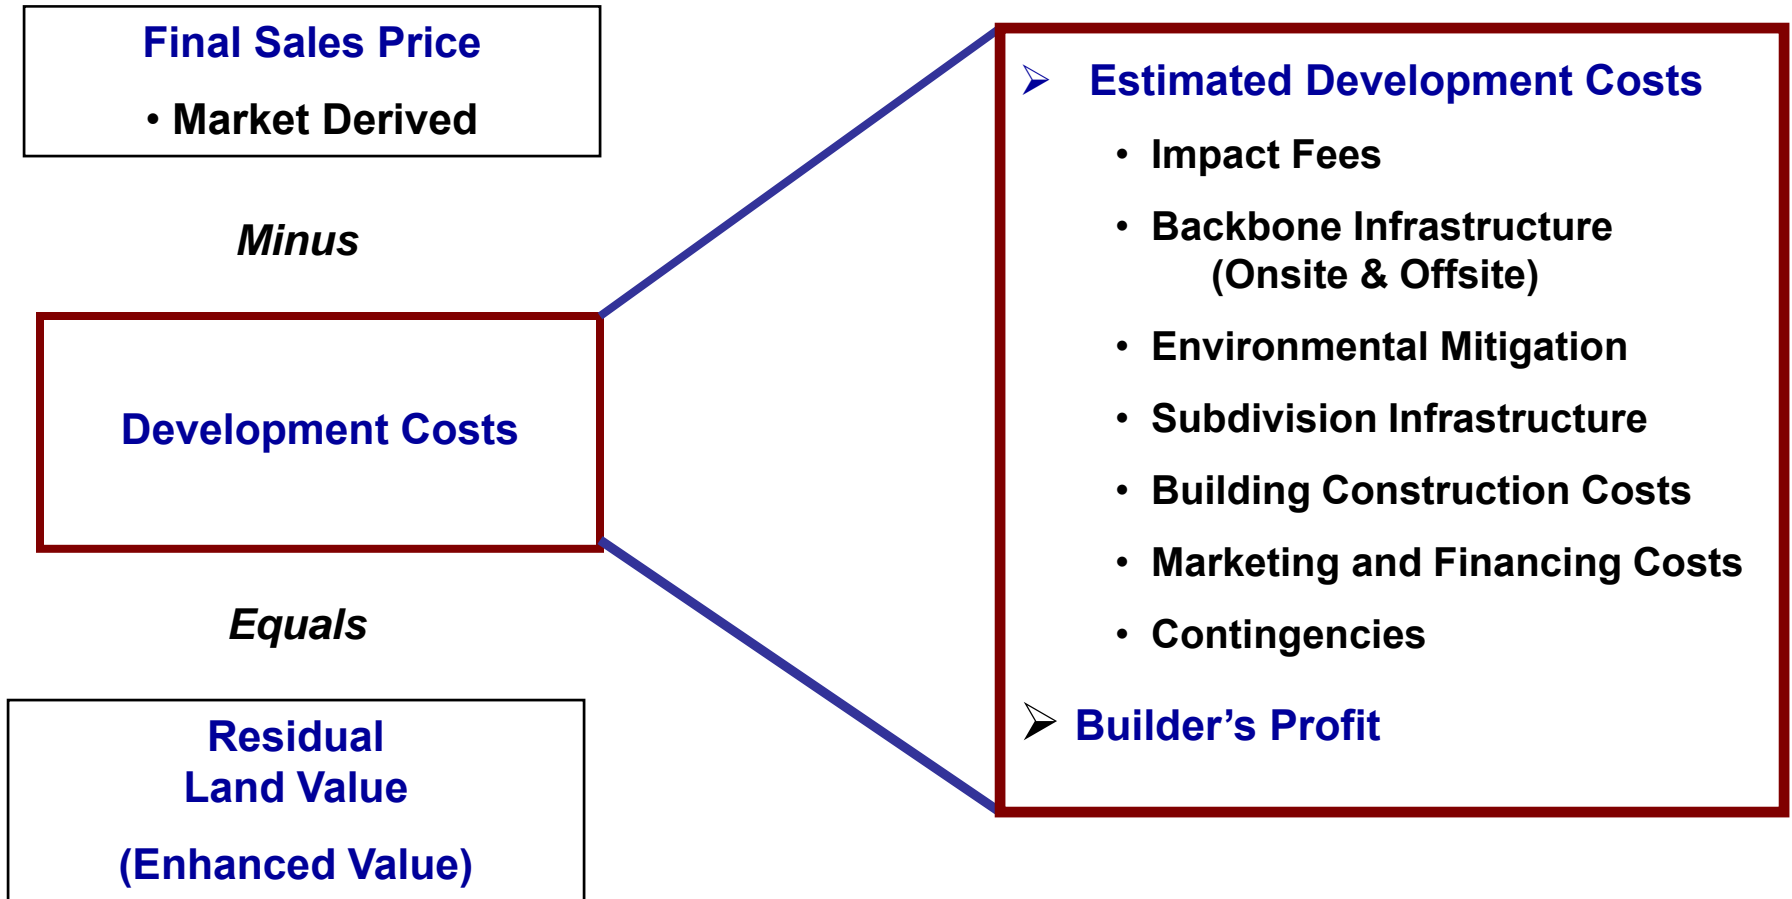 Final Sales Price
• Market Derived
Minus
Development Costs
Equals
Residual
Land Value
(Enhanced Value)
➢ Estimated Development Costs
• Impact Fees
• Backbone Infrastructure
(Onsite & Offsite)
• Environmental Mitigation
• Subdivision Infrastructure
• Building Construction Costs
• Marketing and Financing Costs
• Contingencies
➢ Builder’s Profit